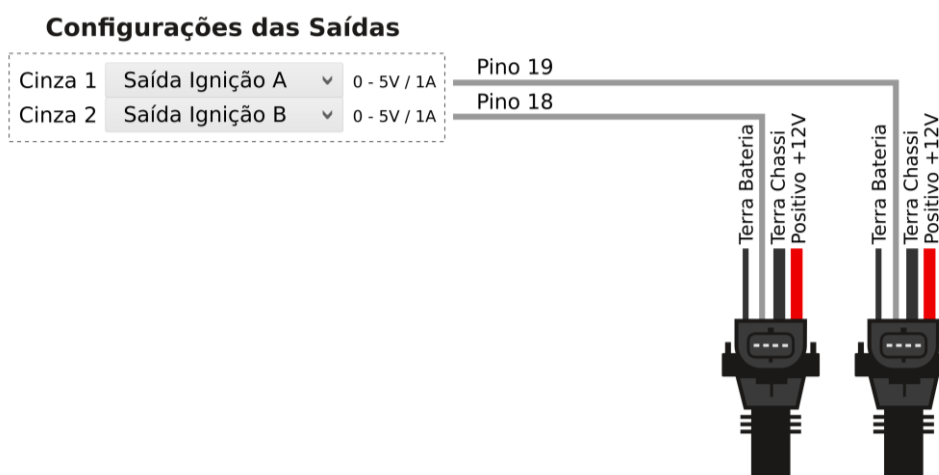 Configurações das Saídas
Cinza 1 Saída Ignição A 0 - 5V / 1A
Cinza 2 Saída Ignição B 0 - 5V / 1A
Pino 19
Pino 18
Terra Bateria
Terra Chassi
Positivo +12V
Terra Bateria
Terra Chassi
Positivo +12V